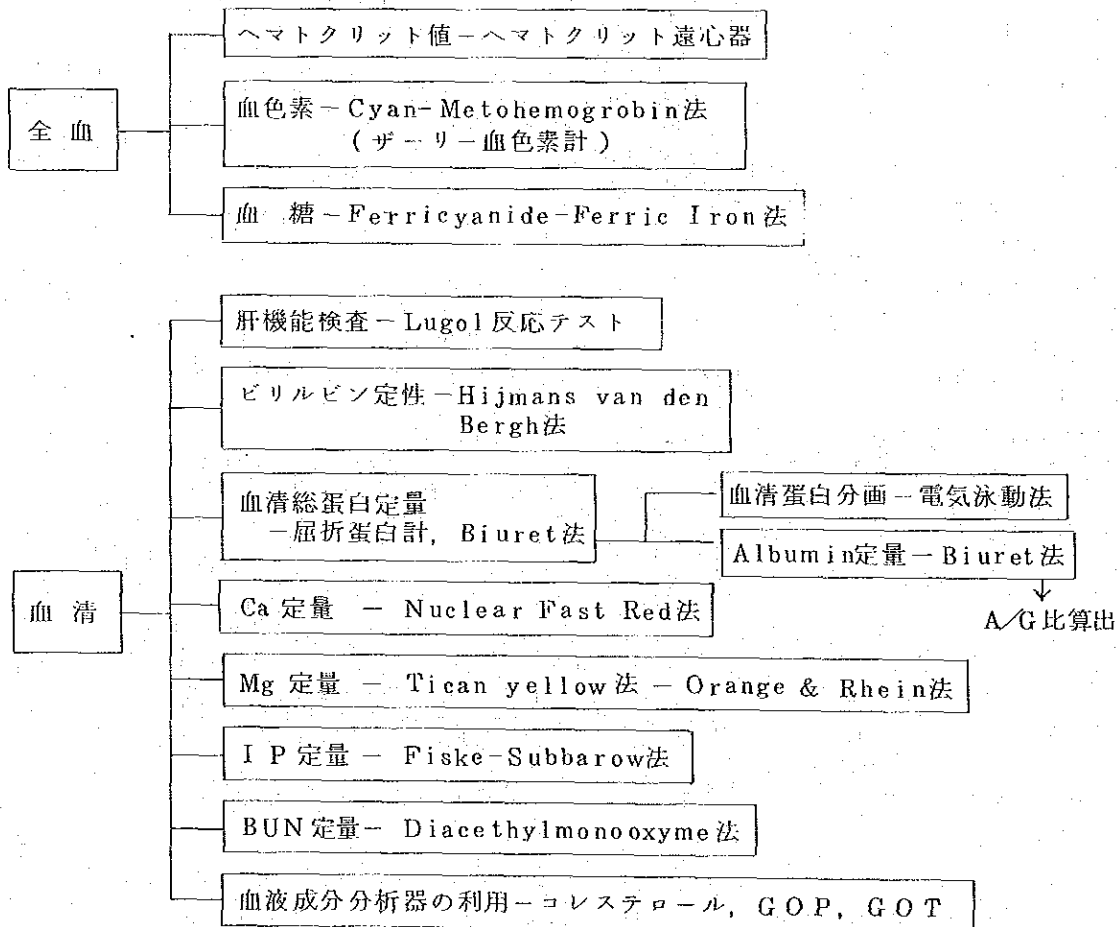 全血
ヘマトクリット値－ヘマトクリット遠心器
血色素－Cyan-Metohemogrobin法
(ザーリー血色素計)
血 糖－Ferricyanide-Ferric Iron法
血清
肝機能検査－Lugol反応テスト
ビリルビン定性－Hijmans van den
Bergh法
血清総蛋白定量
－屈折蛋白計, Biuret法
血清蛋白分画－電気泳動法
Albumin定量－Biuret法
A/G比算出
Ca定量 － Nuclear Fast Red法
Mg定量 － Tican yellow法－Orange & Rhein法
IP定量－ Fiske-Subbarow法
BUN定量－ Diacethylmonooxyme法
血液成分分析器の利用－コレステロール, GOP, GOT